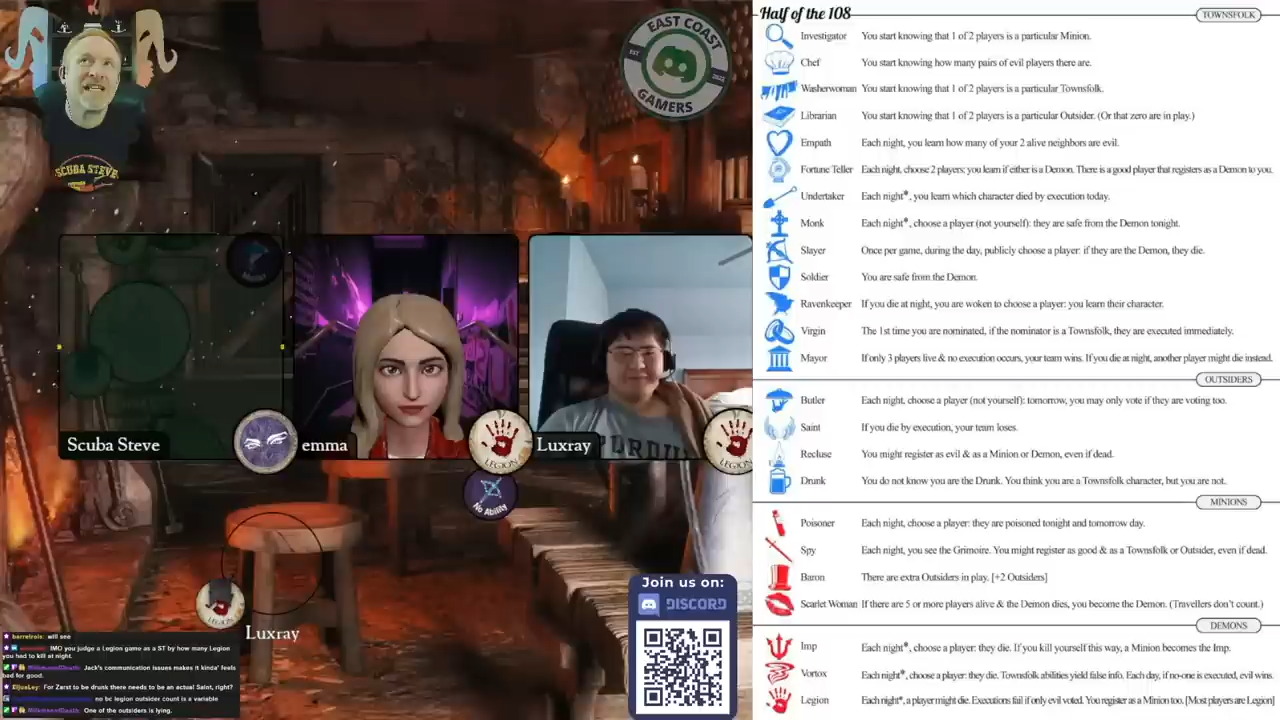 EAST COAST
GAMERS
SCUBA STEVE
Scuba Steve
emma
LEGION
No Ability
Luxray
PURDU
LEGION
Luxray
Join us on:
DISCORD
will see
IMO you judge a Legion game as a ST by how many Legion
you had to kill at night.
Jack's communication issues makes it kinda' feels
bad for good.
For Zerst to be drunk there needs to be an actual Saint, right?
no bc legion outsider count is a variable
One of the outsiders is lying.
Half of the 108
TOWNSFOLK
Investigator You start knowing that 1 of 2 players is a particular Minion.
Chef You start knowing how many pairs of evil players there are.
Washerwoman You start knowing that 1 of 2 players is a particular Townsfolk.
Librarian You start knowing that 1 of 2 players is a particular Outsider. (Or that zero are in play.)
Empath Each night, you learn how many of your 2 alive neighbors are evil.
Fortune Teller Each night, choose 2 players: you learn if either is a Demon. There is a good player that registers as a Demon to you.
Undertaker Each night*, you learn which character died by execution today.
Monk Each night*, choose a player (not yourself): they are safe from the Demon tonight.
Slayer Once per game, during the day, publicly choose a player: if they are the Demon, they die.
Soldier You are safe from the Demon.
Ravenkeeper If you die at night, you are woken to choose a player: you learn their character.
Virgin The 1st time you are nominated, if the nominator is a Townsfolk, they are executed immediately.
Mayor If only 3 players live & no execution occurs, your team wins. If you die at night, another player might die instead.
OUTSIDERS
Butler Each night, choose a player (not yourself): tomorrow, you may only vote if they are voting too.
Saint If you die by execution, your team loses.
Recluse You might register as evil & as a Minion or Demon, even if dead.
Drunk You do not know you are the Drunk. You think you are a Townsfolk character, but you are not.
MINIONS
Poisoner Each night, choose a player: they are poisoned tonight and tomorrow day.
Spy Each night, you see the Grimoire. You might register as good & as a Townsfolk or Outsider, even if dead.
Baron There are extra Outsiders in play. [+2 Outsiders]
Scarlet Woman If there are 5 or more players alive & the Demon dies, you become the Demon. (Travellers don't count.)
DEMONS
Imp Each night*, choose a player: they die. If you kill yourself this way, a Minion becomes the Imp.
Vortox Each night*, choose a player: they die. Townsfolk abilities yield false info. Each day, if no-one is executed, evil wins.
Legion Each night*, a player might die. Executions fail if only evil voted. You register as a Minion too. [Most players are Legion]